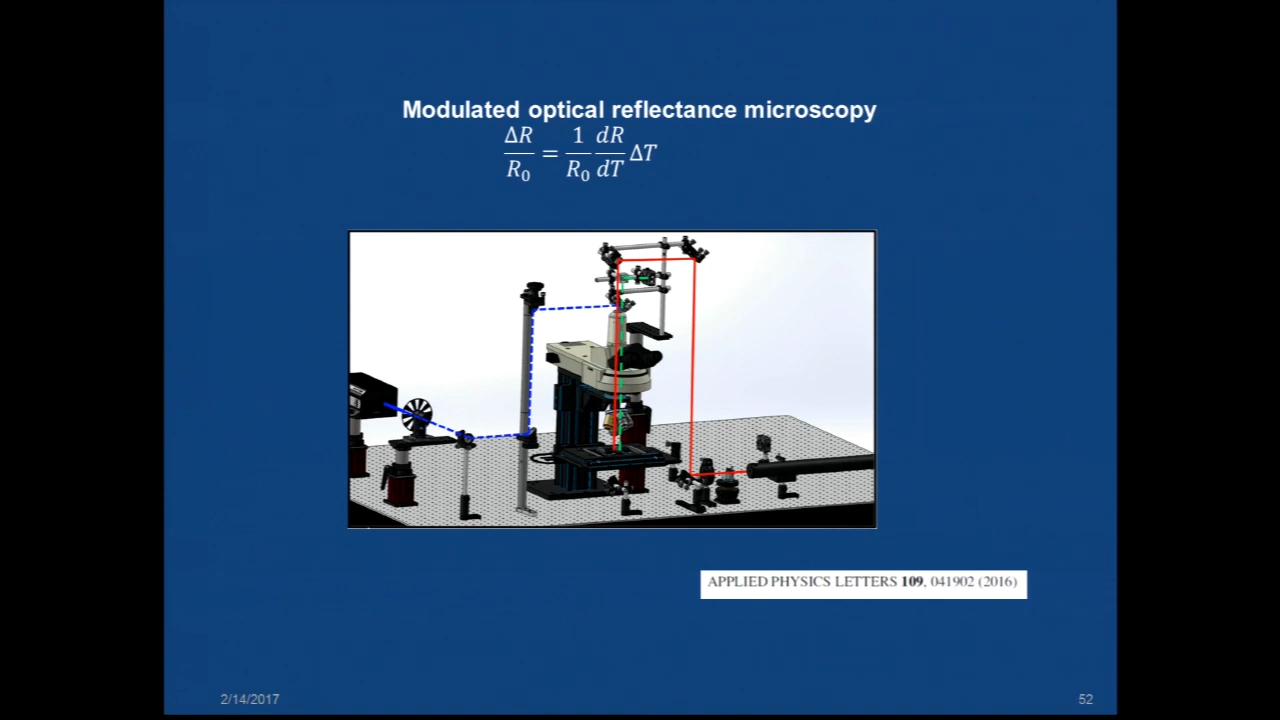 Modulated optical reflectance microscopy
ΔR/R₀ = 1/R₀ dR/dT ΔT
APPLIED PHYSICS LETTERS 109, 041902 (2016)
2/14/2017
52